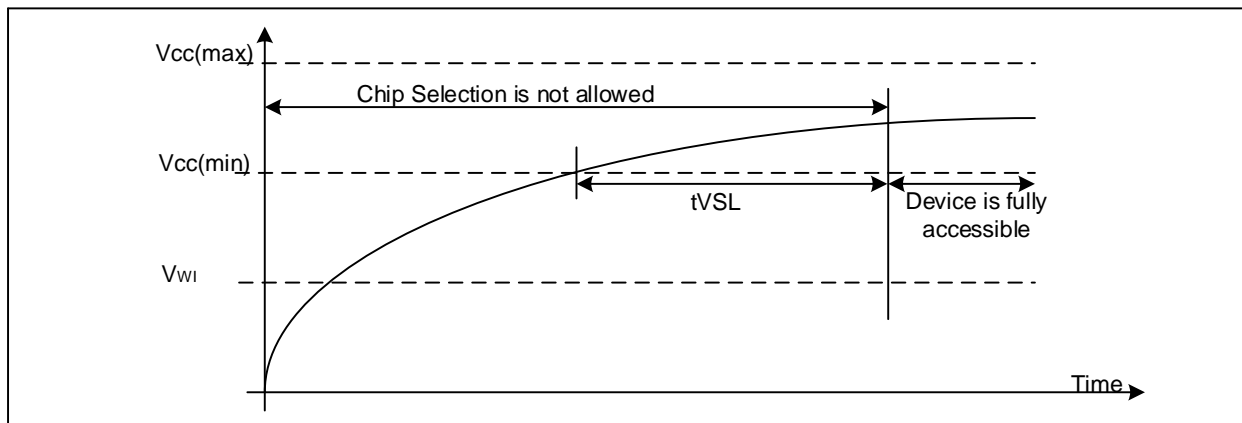 Vcc(max)
Chip Selection is not allowed
Vcc(min)
tVSL
Device is fully
accessible
VWI
Time